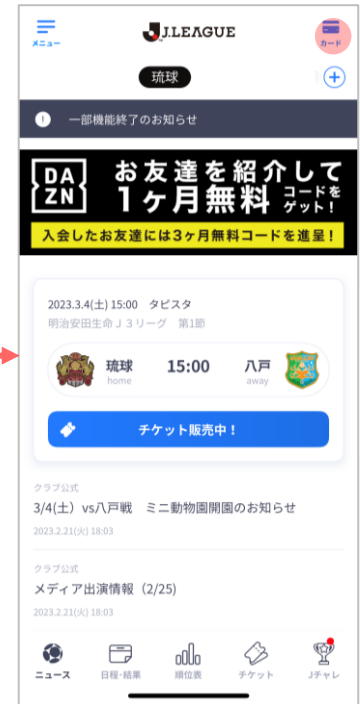 J.LEAGUE
メニュー
カード
琉球
一部機能終了のお知らせ
DAZN
お友達を紹介して
1ヶ月無料 コードをゲット!
入会したお友達には3ヶ月無料コードを進呈!
2023.3.4(土) 15:00 タピスタ
明治安田生命J3リーグ 第1節
琉球 15:00 八戸
home away
チケット販売中!
クラブ公式
3/4(土) vs八戸戦 ミニ動物園開園のお知らせ
2023.2.21(火) 18:03
クラブ公式
メディア出演情報(2/25)
2023.2.21(火) 18:03
ニュース 日程・結果 順位表 チケット Jチャレ